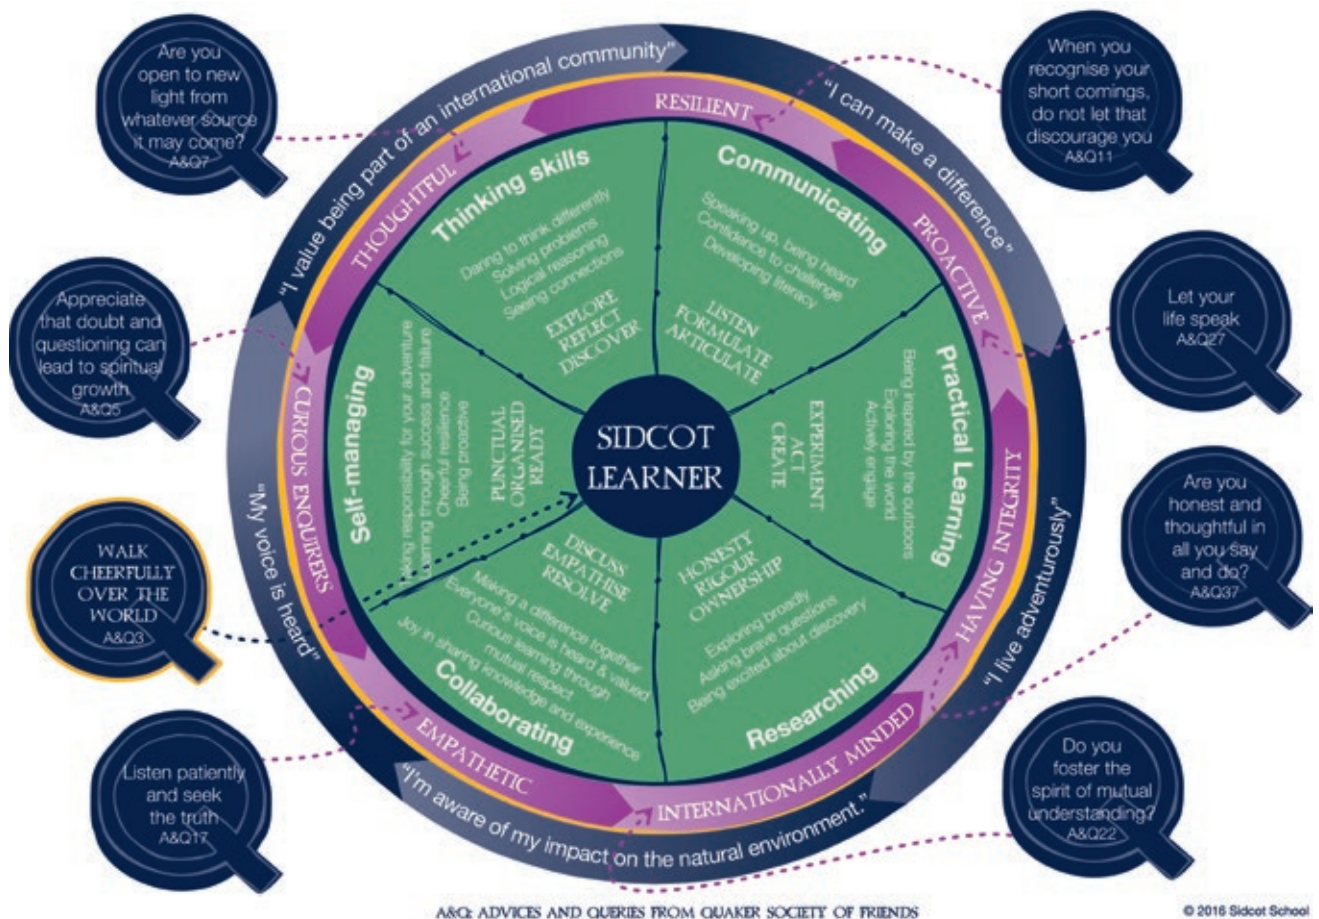 Are you
open to new
light from
whatever source
it may come?
A&Q7
Appreciate
that doubt and
questioning can
lead to spiritual
growth
A&Q5
WALK
CHEERFULLY
OVER THE
WORLD
A&Q3
Listen patiently
and seek
the truth
A&Q17
"I value being part of an international community"
"I can make a difference"
"I live adventurously"
"I'm aware of my impact on the natural environment."
"My voice is heard"
RESILIENT
PROACTIVE
HAVING INTEGRITY
INTERNATIONALLY MINDED
EMPATHETIC
CURIOUS ENQUIRERS
THOUGHTFUL
Thinking skills
Daring to think differently
Solving problems
Logical reasoning
Seeing connections
EXPLORE
REFLECT
DISCOVER
Communicating
Speaking up, being heard
Confidence to challenge
Developing literacy
LISTEN
FORMULATE
ARTICULATE
Practical Learning
Being inspired by the outdoors
Exploring the world
Actively engage
EXPERIMENT
ACT
CREATE
Researching
HONESTY
RIGOUR
OWNERSHIP
Exploring broadly
Asking brave questions
Being excited about discovery
Collaborating
DISCUSS
EMPATHISE
RESOLVE
Making a difference together
Everyone's voice is heard & valued
Curious learning through
mutual respect
Joy in sharing knowledge and experience
Self-managing
responsibility for your adventure
through success and failure
Cheerful resilience
Being proactive
PUNCTUAL
ORGANISED
READY
SIDCOT
LEARNER
When you
recognise your
short comings,
do not let that
discourage you
A&Q11
Let your
life speak
A&Q27
Are you
honest and
thoughtful in
all you say
and do?
A&Q37
Do you
foster the
spirit of mutual
understanding?
A&Q22
A&Q: ADVICES AND QUERIES FROM QUAKER SOCIETY OF FRIENDS
© 2016 Sidcot School